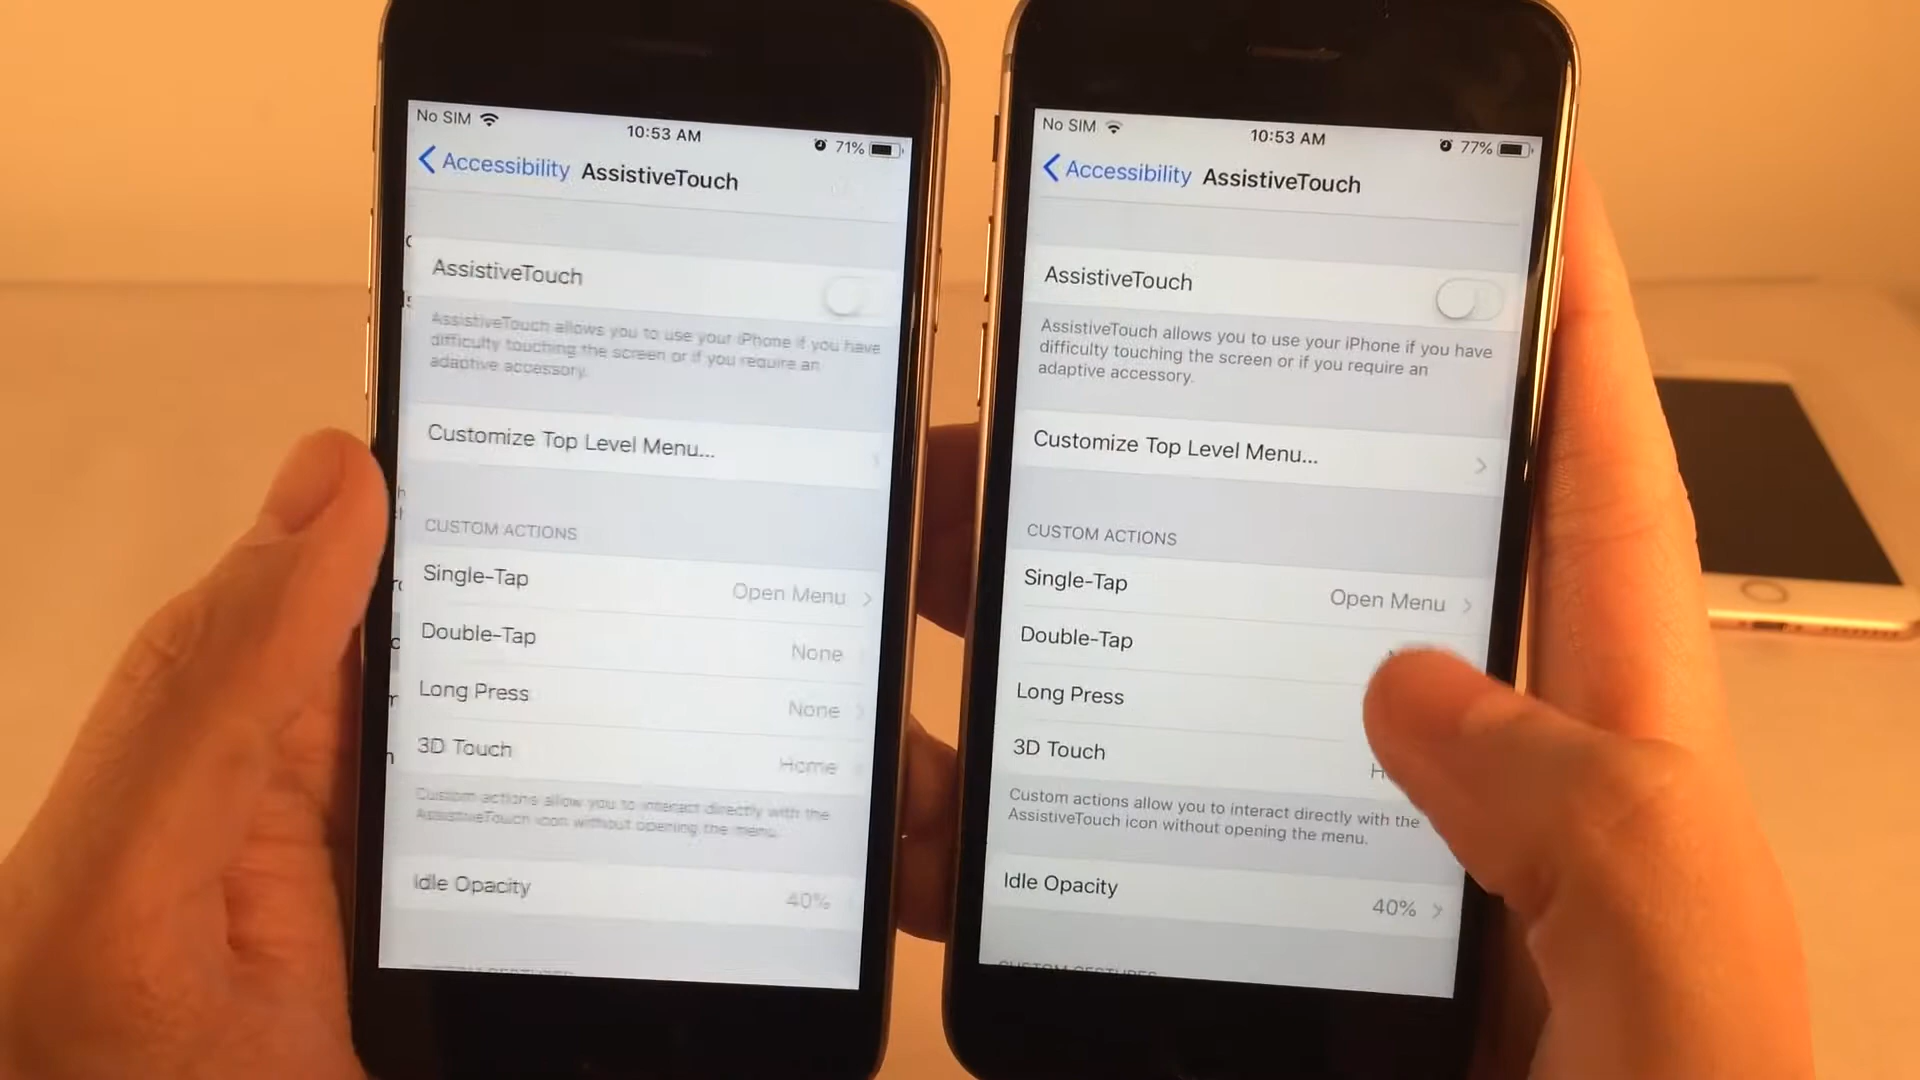 No SIM
10:53 AM
71%
Accessibility
AssistiveTouch
AssistiveTouch
AssistiveTouch allows you to use your iPhone if you have
difficulty touching the screen or if you require an
adaptive accessory.
Customize Top Level Menu...
CUSTOM ACTIONS
Single-Tap
Open Menu
Double-Tap
None
Long Press
None
3D Touch
Home
Custom actions allow you to interact directly with the
AssistiveTouch icon without opening the menu.
Idle Opacity
40%
No SIM
10:53 AM
77%
Accessibility
AssistiveTouch
AssistiveTouch
AssistiveTouch allows you to use your iPhone if you have
difficulty touching the screen or if you require an
adaptive accessory.
Customize Top Level Menu...
CUSTOM ACTIONS
Single-Tap
Open Menu
Double-Tap
Long Press
3D Touch
Custom actions allow you to interact directly with the
AssistiveTouch icon without opening the menu.
Idle Opacity
40%
CUSTOM GESTURES